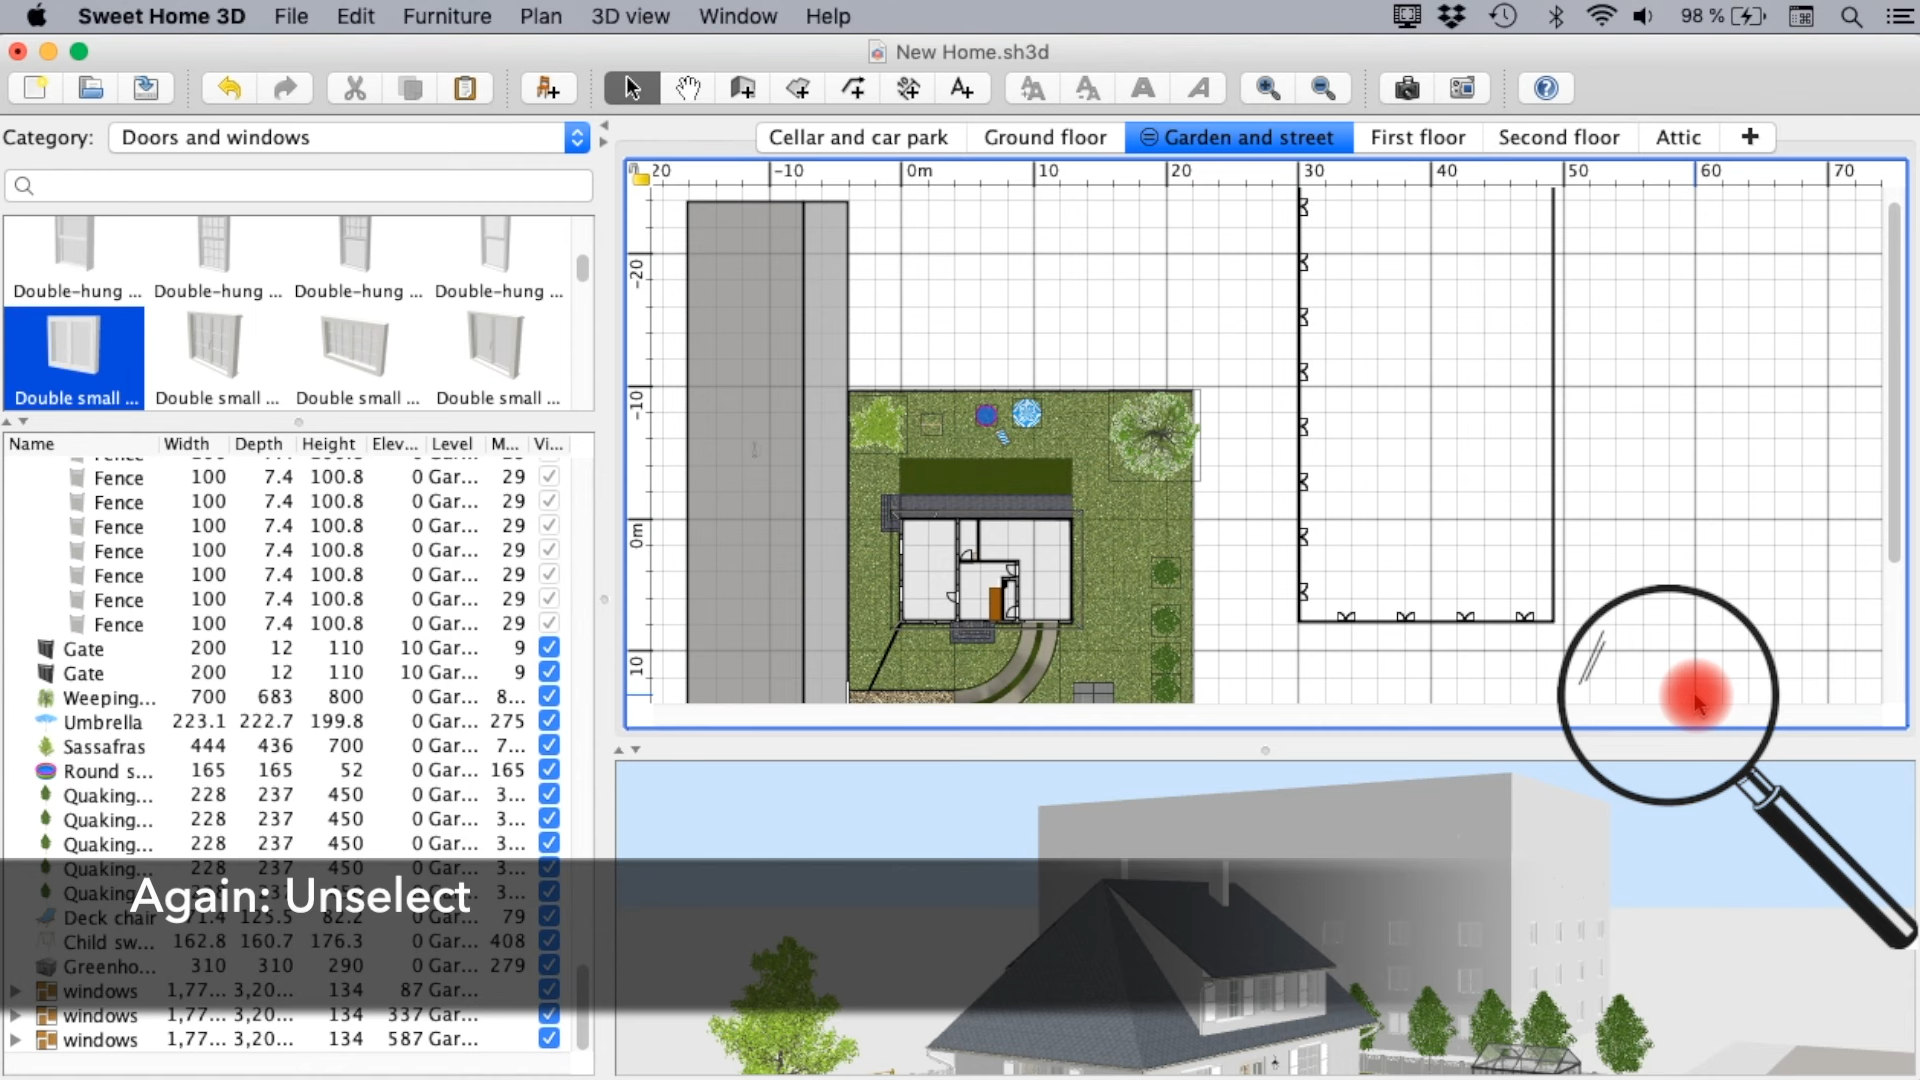 Sweet Home 3D File Edit Furniture Plan 3D view Window Help 98 %
New Home.sh3d
Category: Doors and windows
Cellar and car park Ground floor Garden and street First floor Second floor Attic +
20 -10 0m 10 20 30 40 50 60 70
-20
-10
0m
10
Double-hung ... Double-hung ... Double-hung ... Double-hung ...
Double small ... Double small ... Double small ... Double small ...
Name Width Depth Height Elev... Level M... Vi...
Fence 100 7.4 100.8 0 Gar... 29
Fence 100 7.4 100.8 0 Gar... 29
Fence 100 7.4 100.8 0 Gar... 29
Fence 100 7.4 100.8 0 Gar... 29
Fence 100 7.4 100.8 0 Gar... 29
Fence 100 7.4 100.8 0 Gar... 29
Fence 100 7.4 100.8 0 Gar... 29
Gate 200 12 110 10 Gar... 9
Gate 200 12 110 10 Gar... 9
Weeping... 700 683 800 0 Gar... 8...
Umbrella 223.1 222.7 199.8 0 Gar... 275
Sassafras 444 436 700 0 Gar... 7...
Round s... 165 165 52 0 Gar... 165
Quaking... 228 237 450 0 Gar... 3...
Quaking... 228 237 450 0 Gar... 3...
Quaking... 228 237 450 0 Gar... 3...
Quaking... 228 237 450 0 Gar... 3...
Quaking 0 Gar... 3...
Again: Unselect
Deck chair 71.4 125.5 82.2 0 Gar... 79
Child sw... 162.8 160.7 176.3 0 Gar... 408
Greenho... 310 310 290 0 Gar... 279
windows 1,77... 3,20... 134 87 Gar...
windows 1,77... 3,20... 134 337 Gar...
windows 1,77... 3,20... 134 587 Gar...